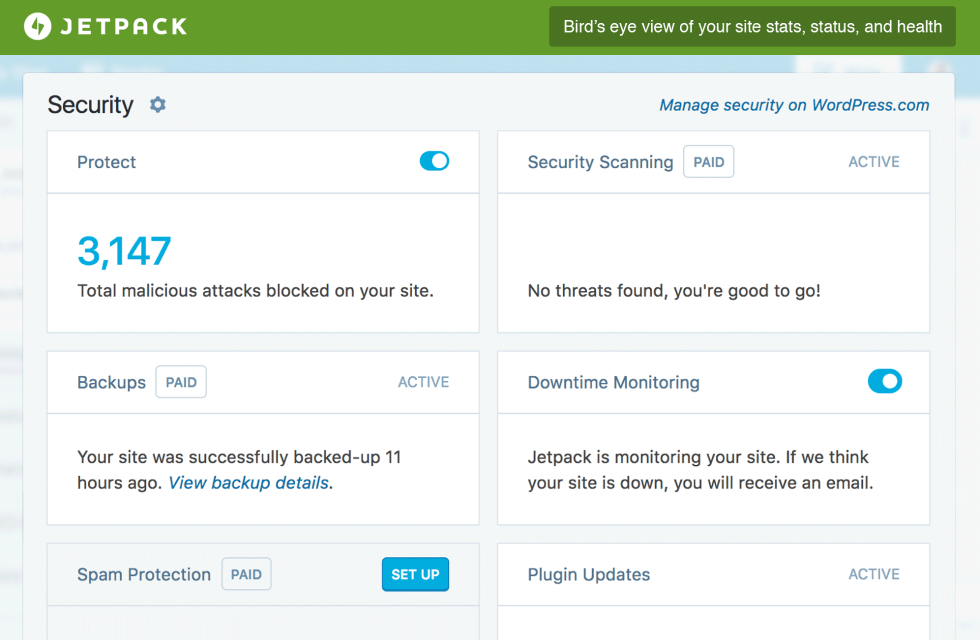 JETPACK
Bird's eye view of your site stats, status, and health
Security
Manage security on WordPress.com
Protect
Security Scanning PAID ACTIVE
3,147
Total malicious attacks blocked on your site.
No threats found, you're good to go!
Backups PAID ACTIVE
Downtime Monitoring
Your site was successfully backed-up 11
hours ago. View backup details.
Jetpack is monitoring your site. If we think
your site is down, you will receive an email.
Spam Protection PAID SET UP
Plugin Updates ACTIVE